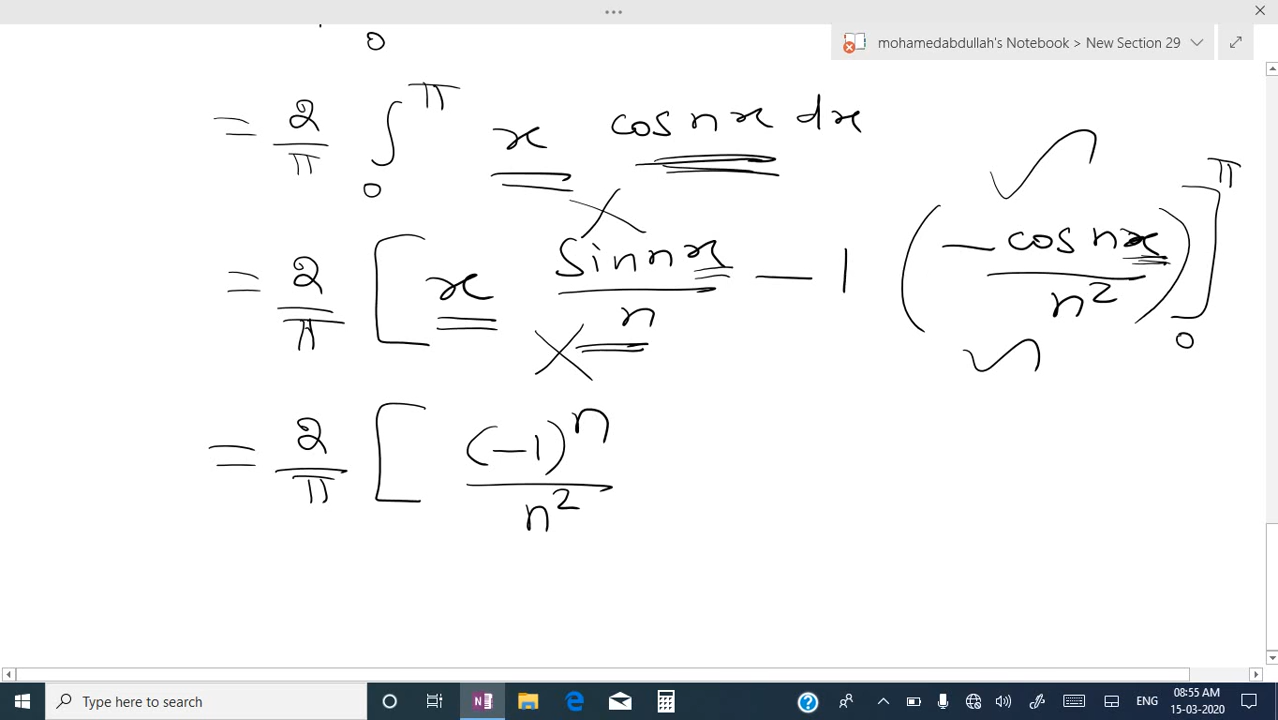 mohamedabdullah's Notebook > New Section 29
0
= 2/π ∫₀^π x cos nx dx
= 2/π [ x sin nx/n − 1 ( − cos nx/n² ) ]₀^π
= 2/π [ (−1)ⁿ/n²
Type here to search
ENG
08:55 AM
15-03-2020